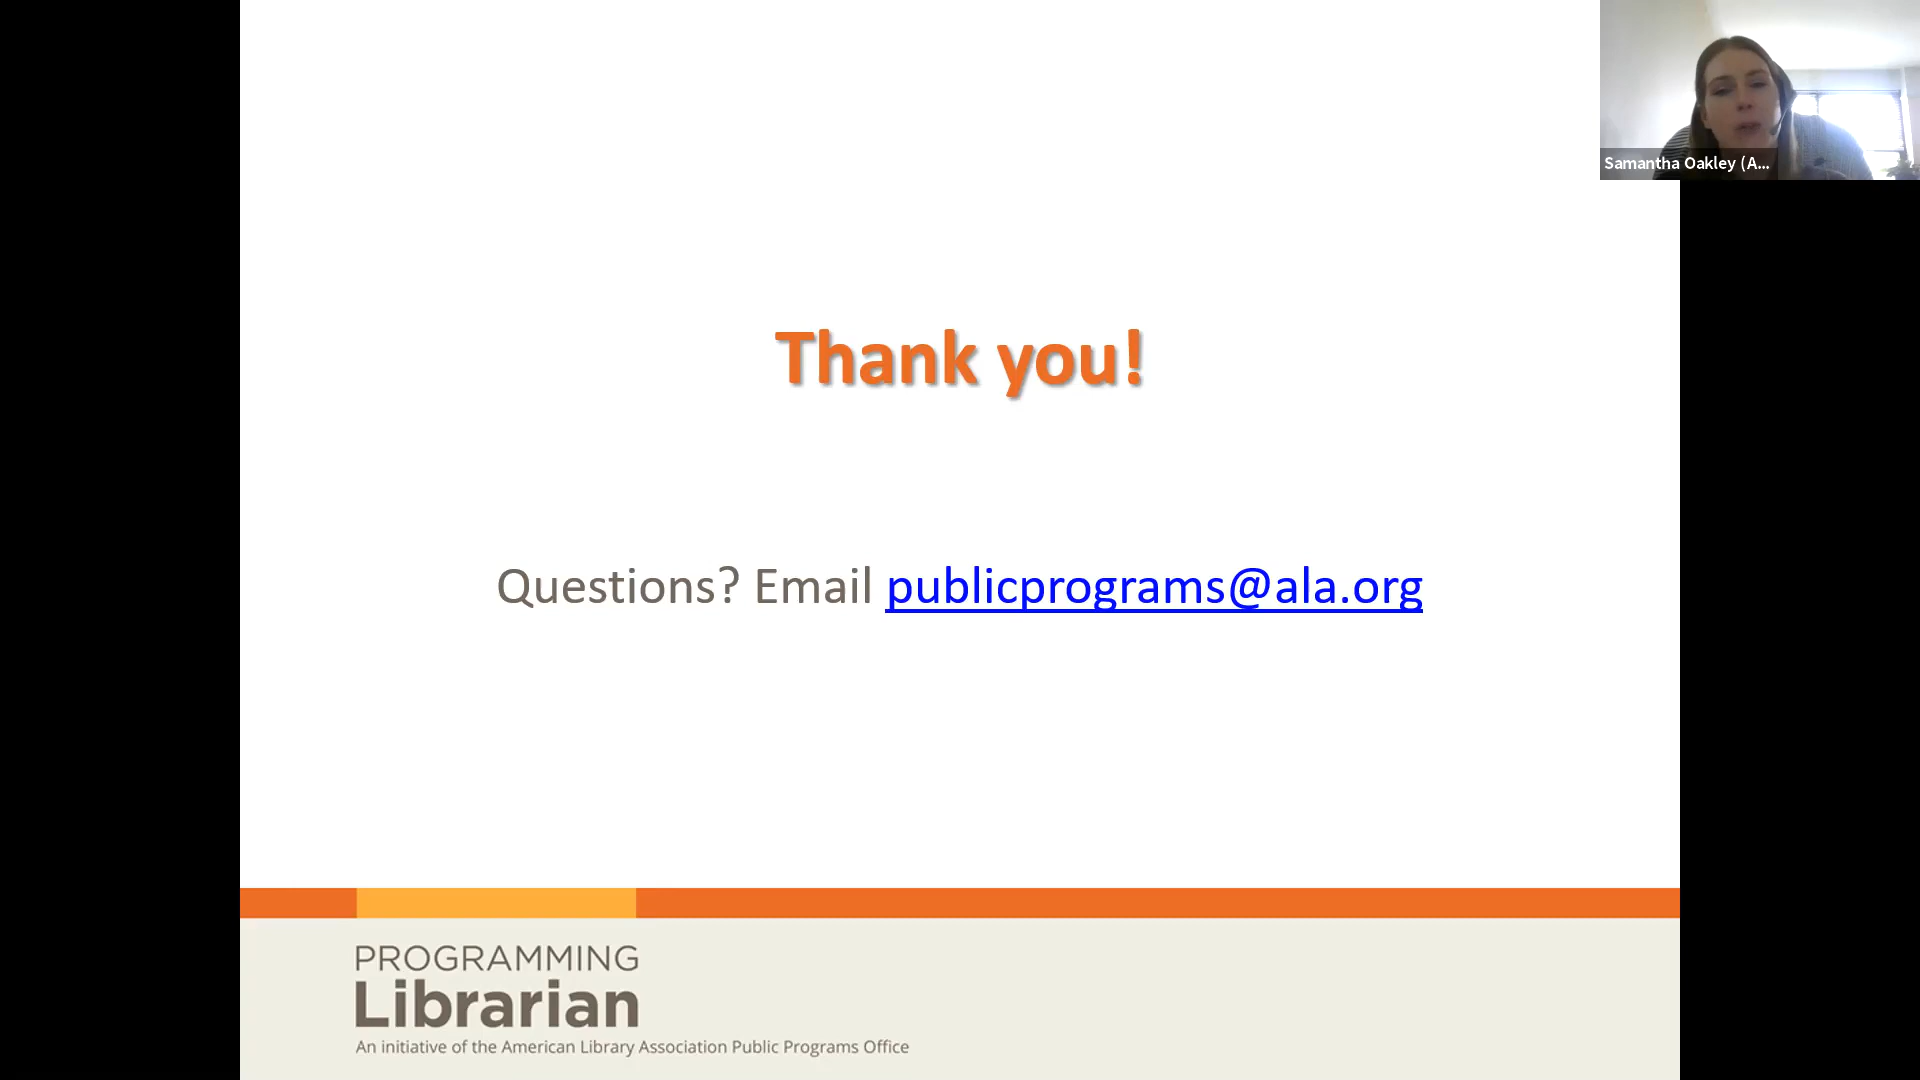 Samantha Oakley (A...
Thank you!
Questions? Email publicprograms@ala.org
PROGRAMMING
Librarian
An initiative of the American Library Association Public Programs Office